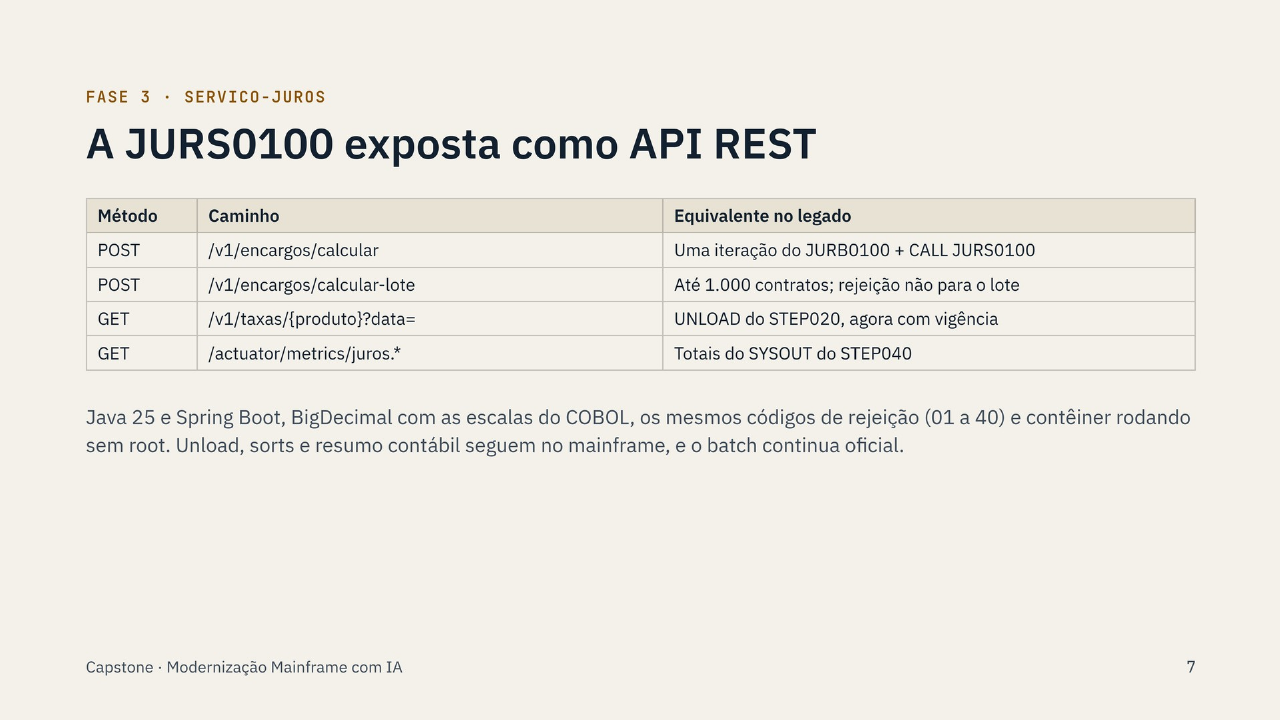 FASE 3 · SERVICO-JUROS
A JURS0100 exposta como API REST
Método Caminho Equivalente no legado
POST /v1/encargos/calcular Uma iteração do JURB0100 + CALL JURS0100
POST /v1/encargos/calcular-lote Até 1.000 contratos; rejeição não para o lote
GET /v1/taxas/{produto}?data= UNLOAD do STEP020, agora com vigência
GET /actuator/metrics/juros.* Totais do SYSOUT do STEP040
Java 25 e Spring Boot, BigDecimal com as escalas do COBOL, os mesmos códigos de rejeição (01 a 40) e contêiner rodando
sem root. Unload, sorts e resumo contábil seguem no mainframe, e o batch continua oficial.
Capstone · Modernização Mainframe com IA 7